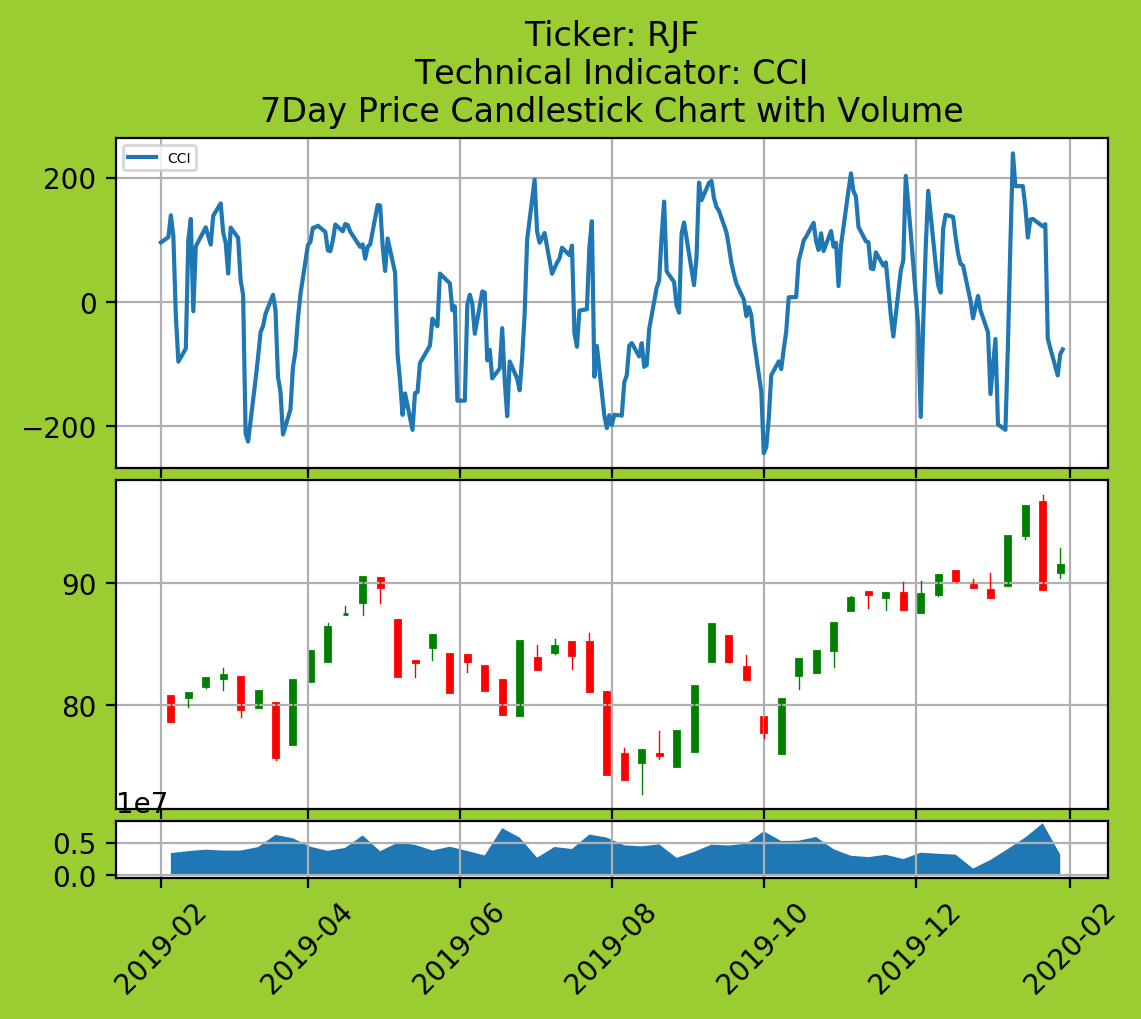 Ticker: RJF
Technical Indicator: CCI
7Day Price Candlestick Chart with Volume
CCI
200
0
−200
90
80
1e7
0.5
0.0
2019-02
2019-04
2019-06
2019-08
2019-10
2019-12
2020-02